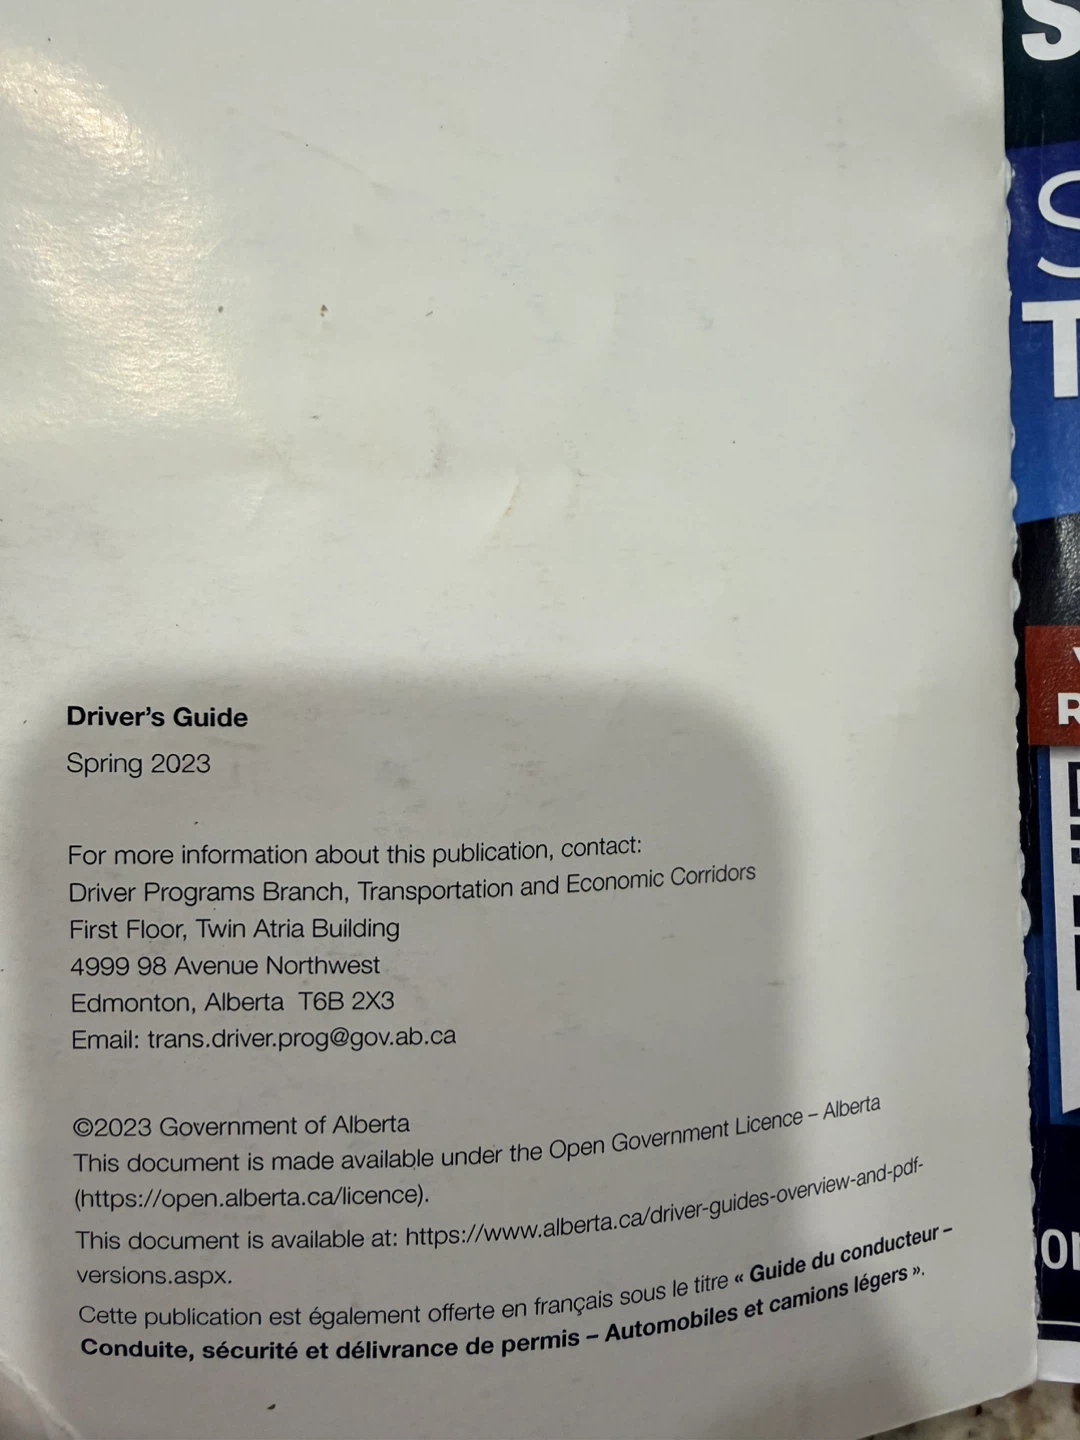 Driver's Guide
Spring 2023
For more information about this publication, contact:
Driver Programs Branch, Transportation and Economic Corridors
First Floor, Twin Atria Building
4999 98 Avenue Northwest
Edmonton, Alberta  T6B 2X3
Email: trans.driver.prog@gov.ab.ca
©2023 Government of Alberta
This document is made available under the Open Government Licence – Alberta
(https://open.alberta.ca/licence).
This document is available at: https://www.alberta.ca/driver-guides-overview-and-pdf-
versions.aspx.
Cette publication est également offerte en français sous le titre « Guide du conducteur –
Conduite, sécurité et délivrance de permis – Automobiles et camions légers ».